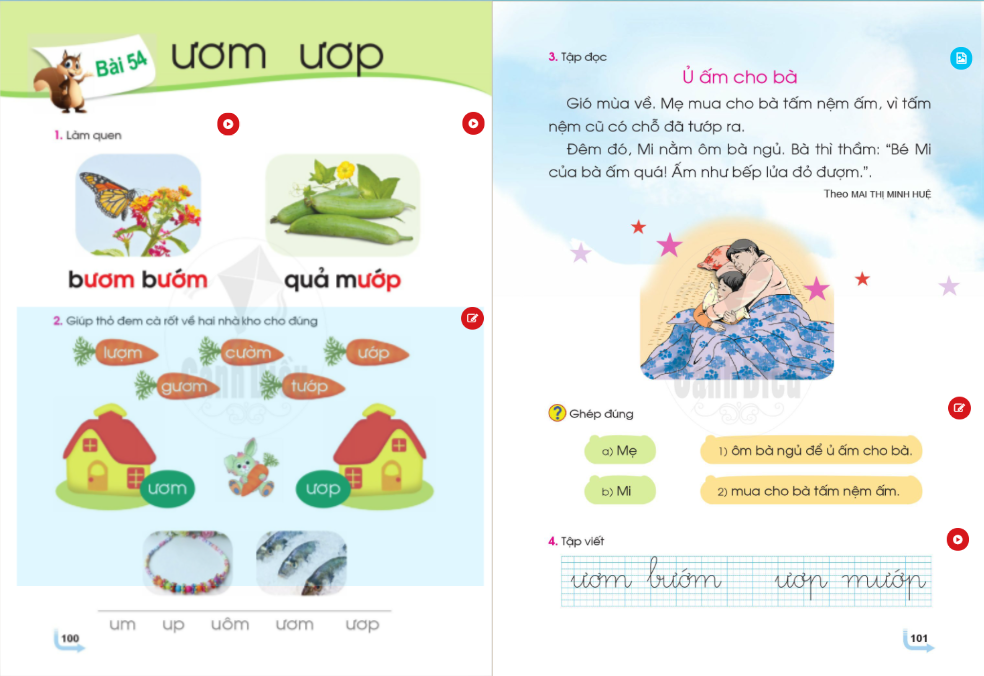 Bài 54
ươm ươp
1. Làm quen
bươm bướm
quả mướp
2. Giúp thỏ đem cà rốt về hai nhà kho cho đúng
lượm
cườm
ướp
gươm
tướp
ươm
ươp
Cánh Diều
um up uôm ươm ươp
100
3. Tập đọc
Ủ ấm cho bà
Gió mùa về. Mẹ mua cho bà tấm nệm ấm, vì tấm
nệm cũ có chỗ đã tướp ra.
Đêm đó, Mi nằm ôm bà ngủ. Bà thì thầm: "Bé Mi
của bà ấm quá! Ấm như bếp lửa đỏ đượm.".
Theo MAI THỊ MINH HUỆ
Cánh Diều
? Ghép đúng
a) Mẹ
1) ôm bà ngủ để ủ ấm cho bà.
b) Mi
2) mua cho bà tấm nệm ấm.
4. Tập viết
ươm bướm ươp mướp
101